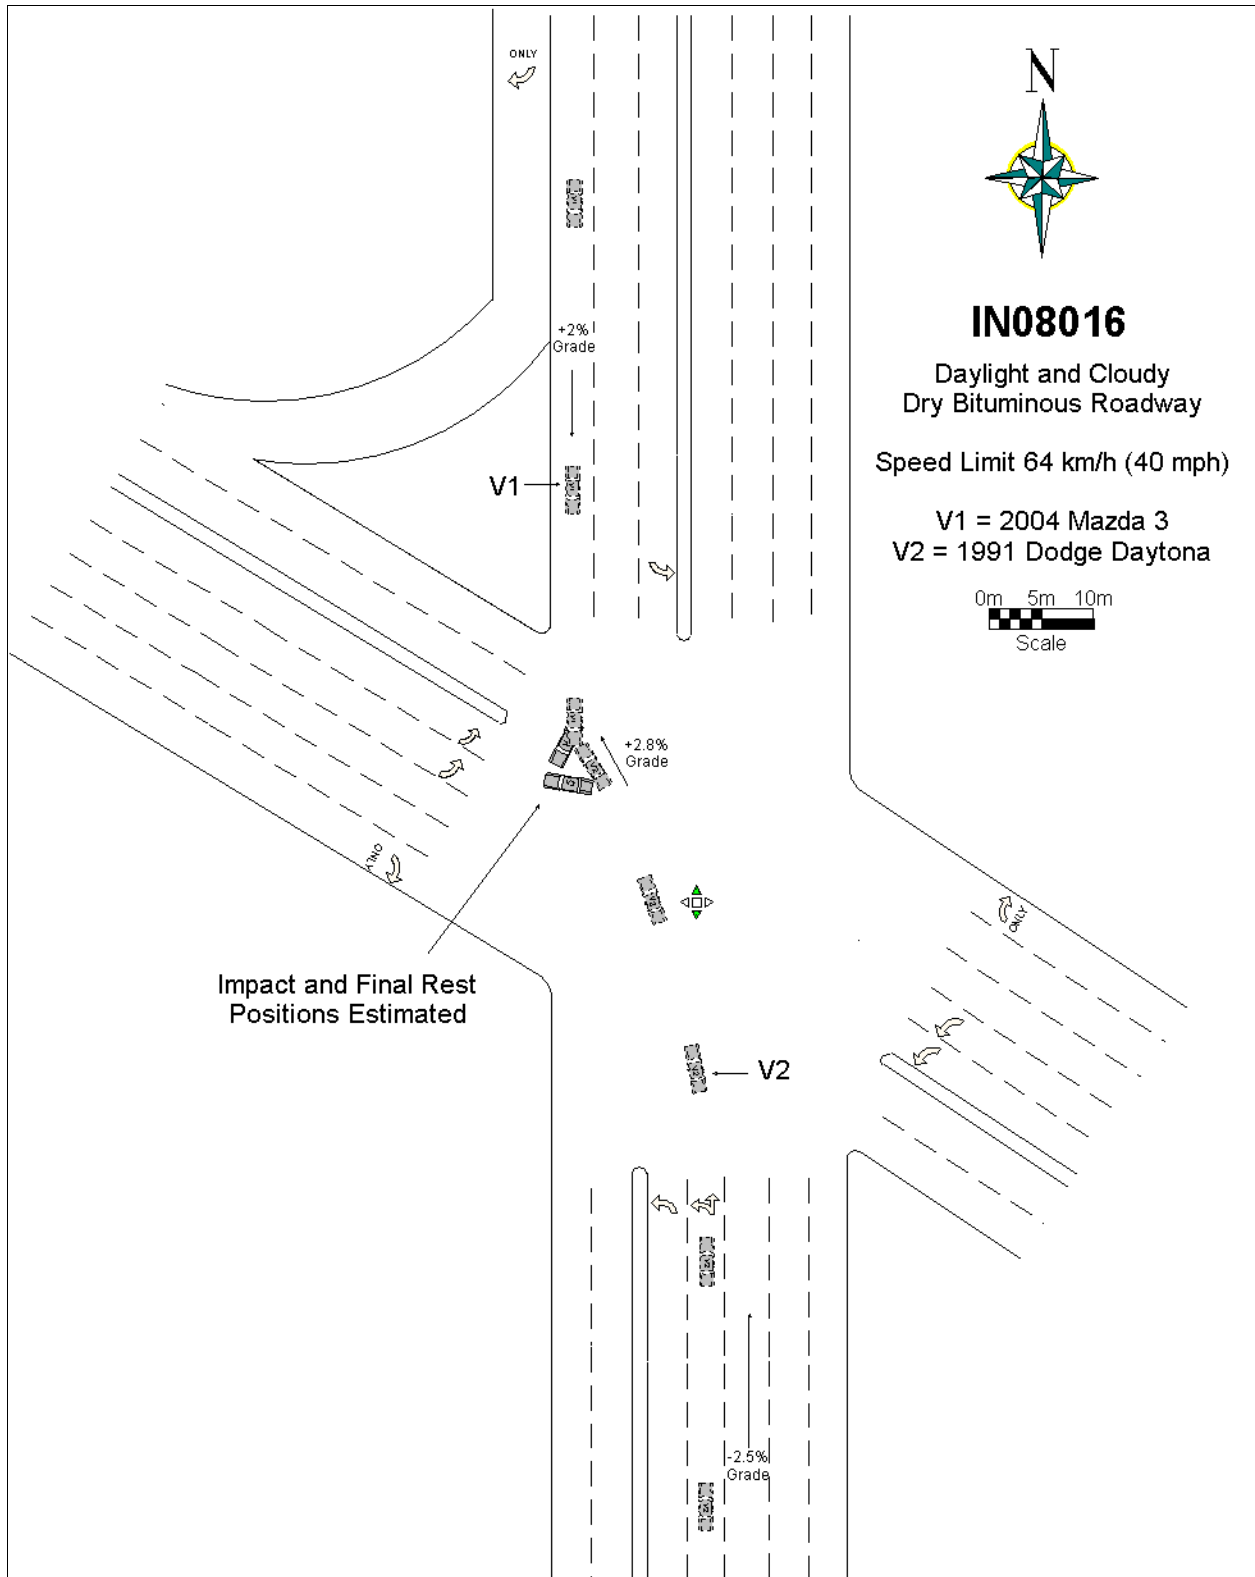 ONLY
N
IN08016
Daylight and Cloudy
Dry Bituminous Roadway
Speed Limit 64 km/h (40 mph)
V1 = 2004 Mazda 3
V2 = 1991 Dodge Daytona
0m 5m 10m
Scale
+2%
Grade
V1
+2.8%
Grade
ONLY
ONLY
Impact and Final Rest
Positions Estimated
V2
-2.5%
Grade